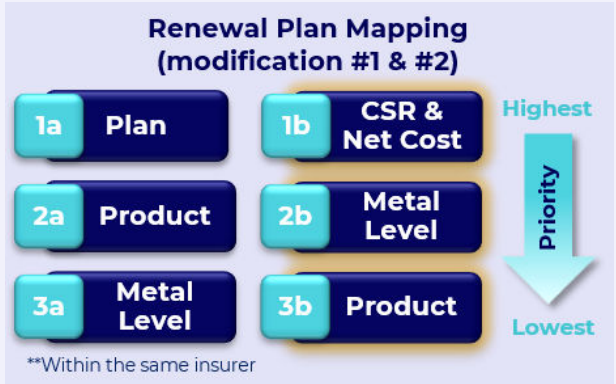 Renewal Plan Mapping
(modification #1 & #2)
1a Plan
1b CSR &
Net Cost
Highest
2a Product
2b Metal
Level
Priority
3a Metal
Level
3b Product
Lowest
**Within the same insurer